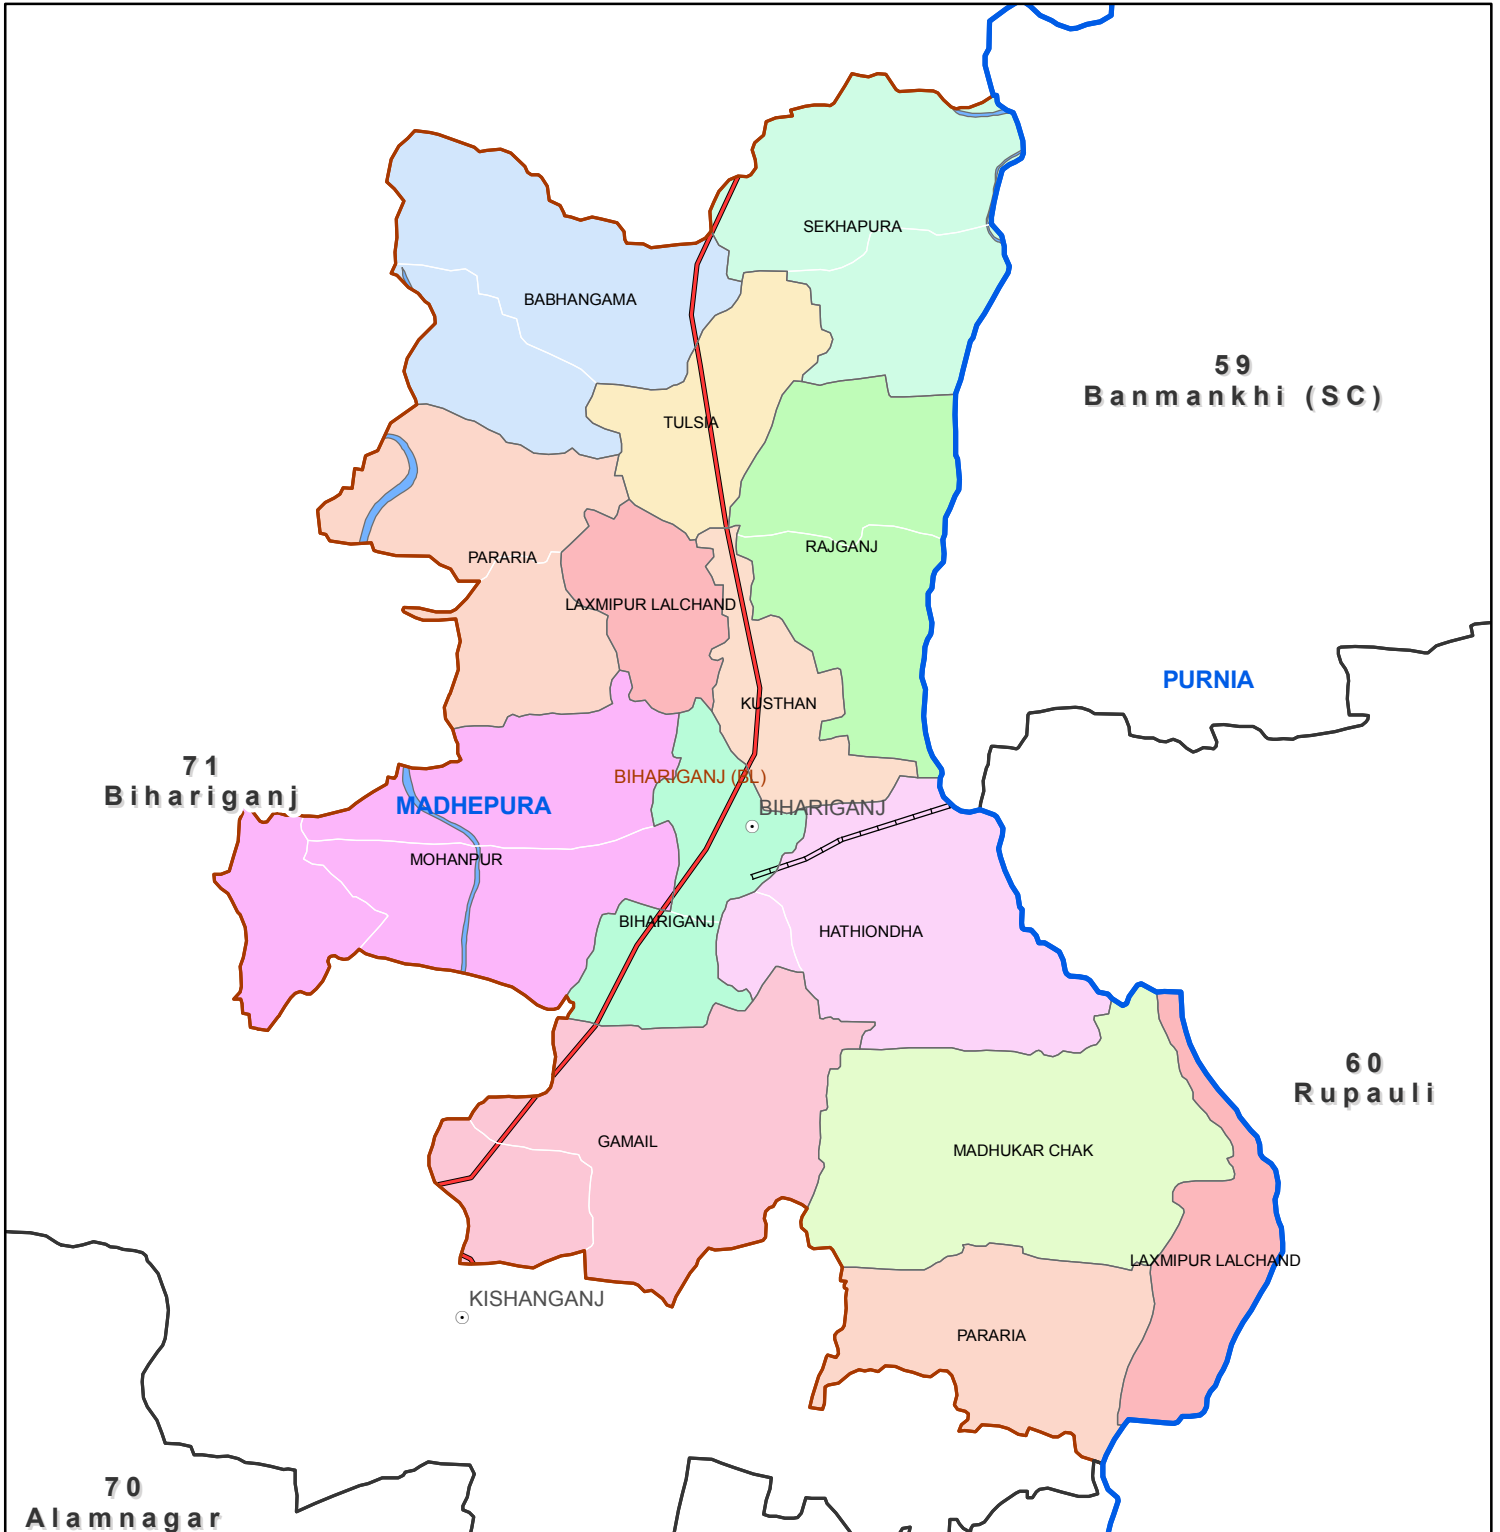 SEKHAPURA
BABHANGAMA
59
Banmankhi (SC)
TULSIA
RAJGANJ
PARARIA
LAXMIPUR LALCHAND
PURNIA
KUSTHAN
71
Bihariganj
BIHARIGANJ (BL)
MADHEPURA
BIHARIGANJ
MOHANPUR
BIHARIGANJ
HATHIONDHA
60
Rupauli
GAMAIL
MADHUKAR CHAK
LAXMIPUR LALCHAND
KISHANGANJ
PARARIA
70
Alamnagar